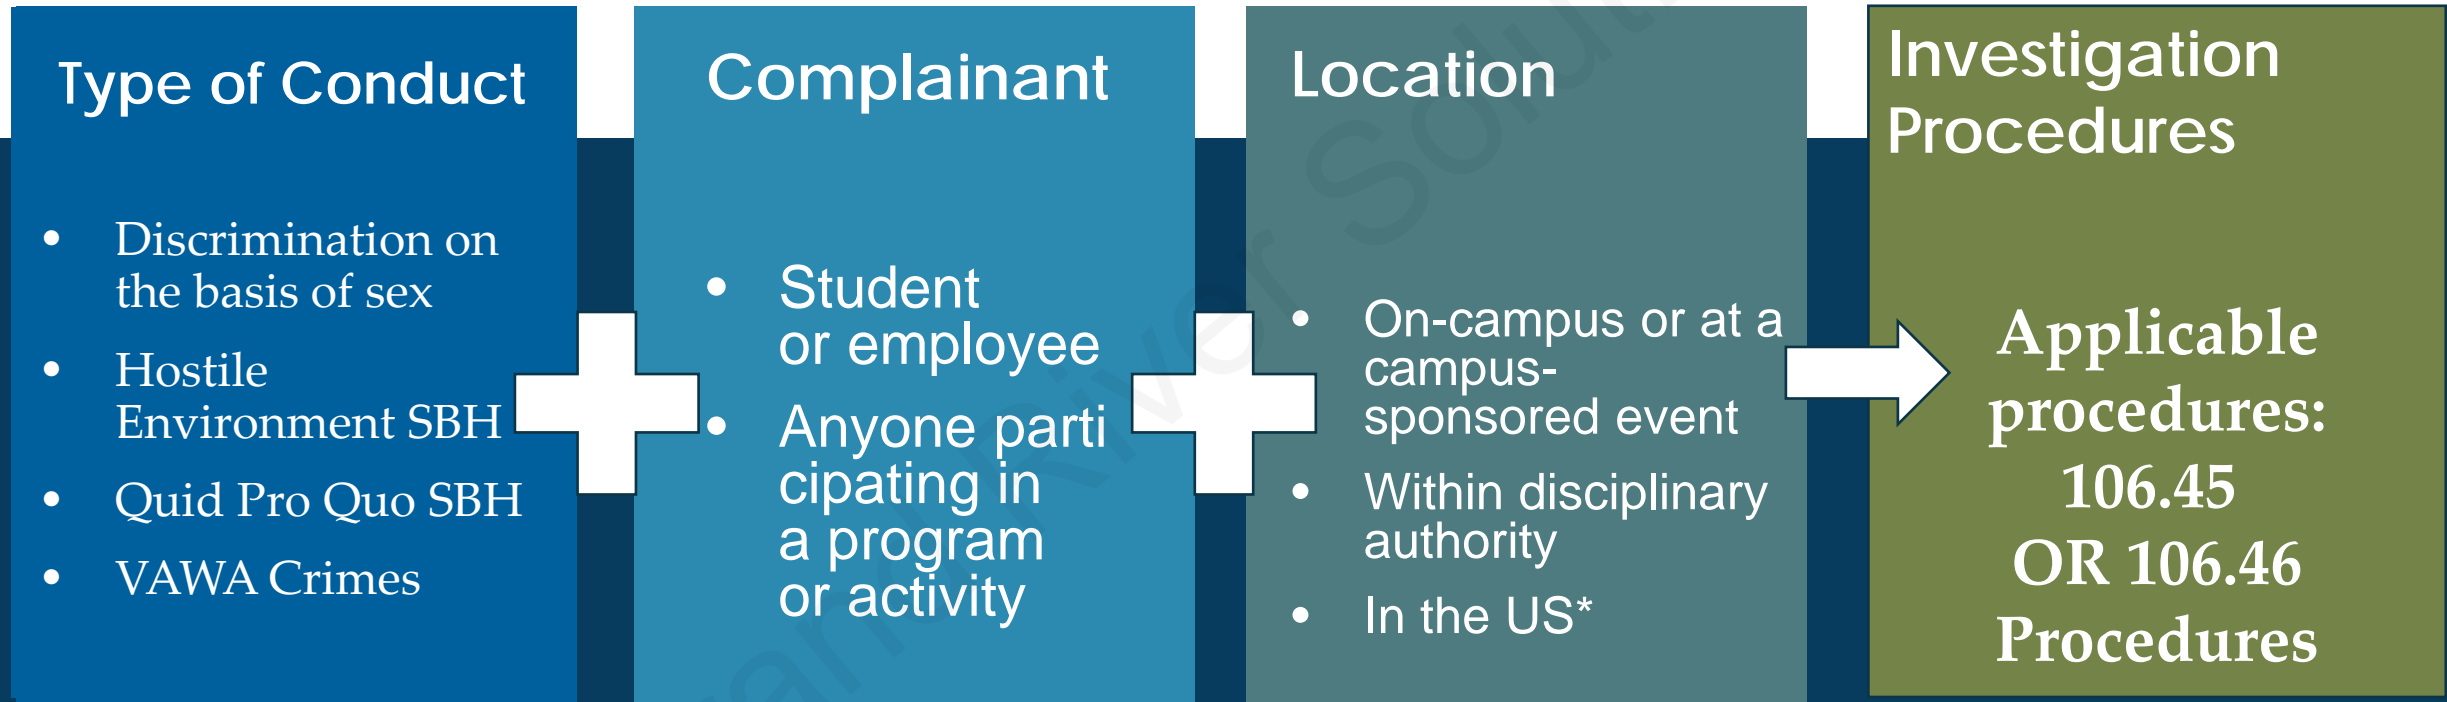 Type of Conduct
• Discrimination on
the basis of sex
• Hostile
Environment SBH
• Quid Pro Quo SBH
• VAWA Crimes
Complainant
• Student
or employee
• Anyone parti
cipating in
a program
or activity
Location
• On-campus or at a
campus-
sponsored event
• Within disciplinary
authority
• In the US*
Investigation
Procedures
Applicable
procedures:
106.45
OR 106.46
Procedures
River